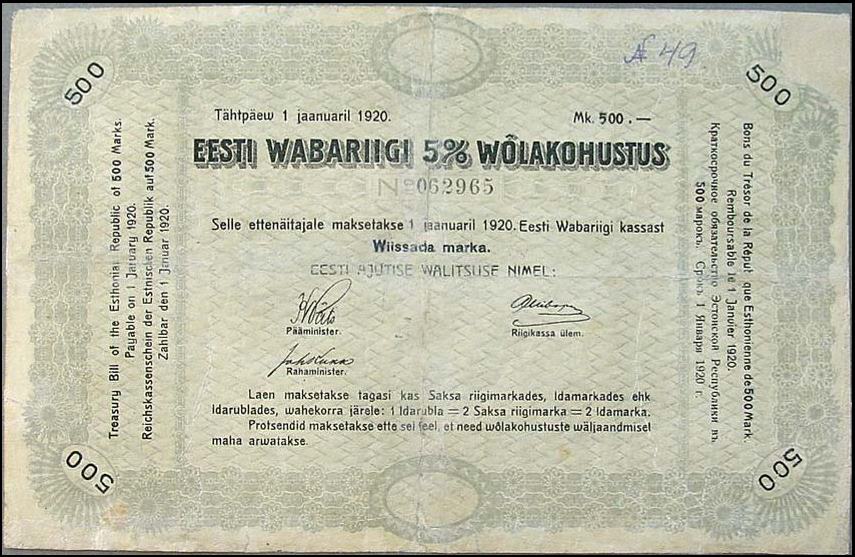 500
500
№ 49
Tähtpäew 1 jaanuaril 1920.
Mk. 500.—
EESTI WABARIIGI 5% WÕLAKOHUSTUS
№062965
Selle ettenäitajale maksetakse 1 jaanuaril 1920. Eesti Wabariigi kassast
Wiissada marka.
EESTI AJUTISE WALITSUSE NIMEL:
Pääminister.
Riigikassa ülem.
Rahaminister.
Laen maksetakse tagasi kas Saksa riigimarkades, Idamarkades ehk
Idarublades, wahekorra järele: 1 Idarubla = 2 Saksa riigimarka = 2 Idamarka.
Protsendid maksetakse ette sel feel, et need wõlakohustuste wäljaandmisel
maha arwatakse.
Treasury Bill of the Esthonian Republic of 500 Marks.
Payable on 1 January 1920.
Reichskassenschein der Estnischen Republik auf 500 Mark.
Zahlbar den 1 Januar 1920.
Bons du Trésor de la Républ que Esthonienne de 500 Mark.
Remboursable le 1 Janvier 1920.
Краткосрочное обязательство Эстонской Республики въ
500 марокъ. Срокъ 1 Января 1920 г.
500
500